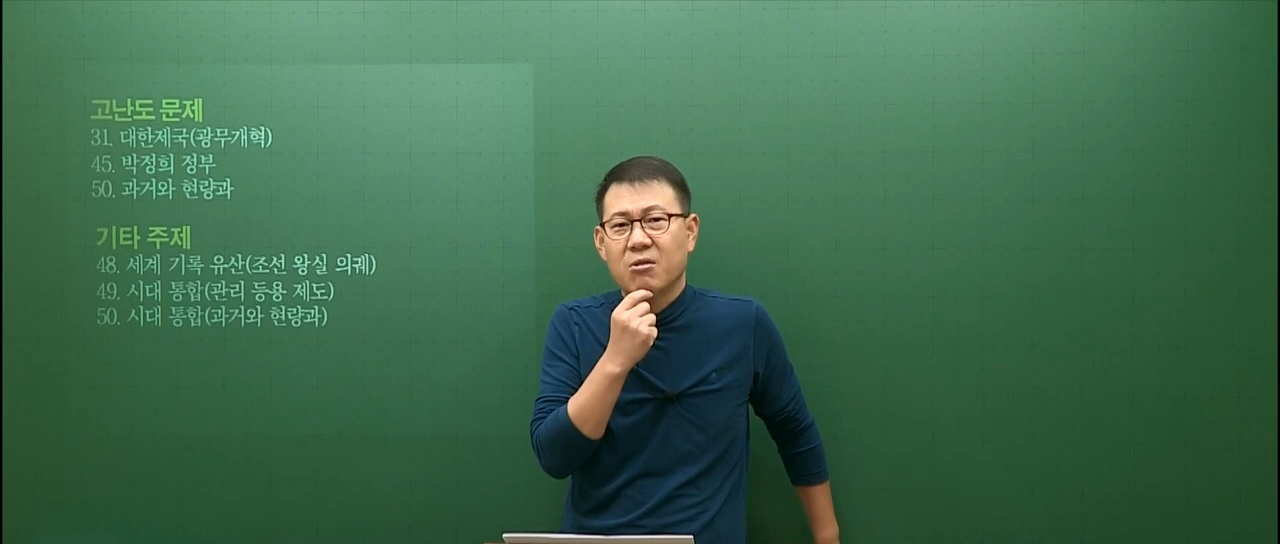 고난도 문제
31. 대한제국(광무개혁)
45. 박정희 정부
50. 과거와 현량과
기타 주제
48. 세계 기록 유산(조선 왕실 의궤)
49. 시대 통합(관리 등용 제도)
50. 시대 통합(과거와 현량과)